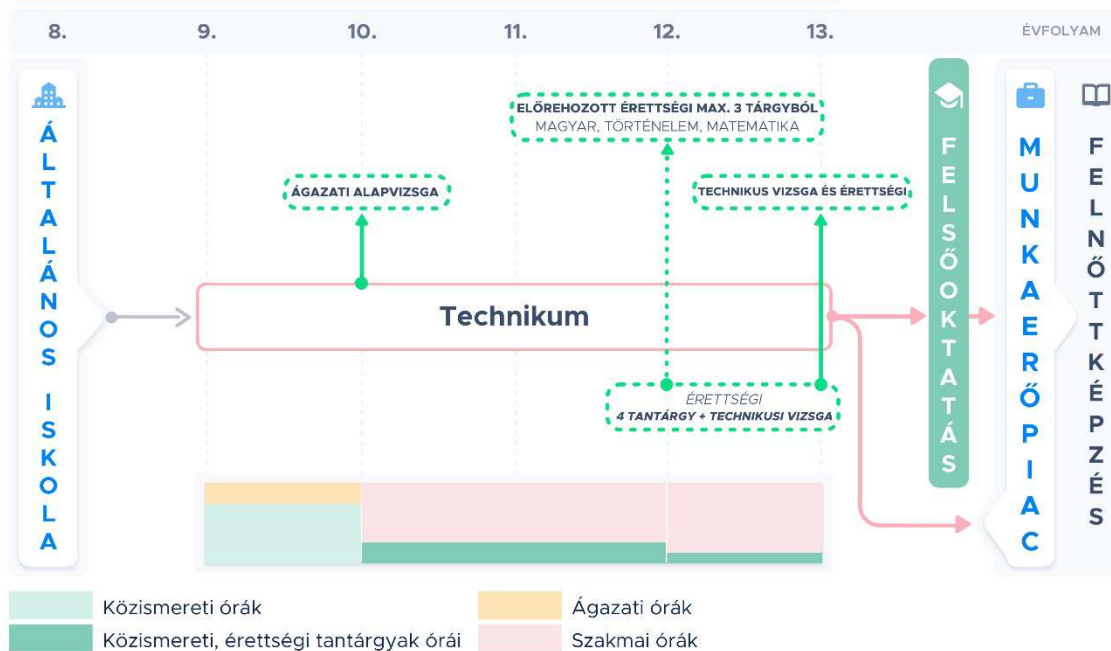 8. 9. 10. 11. 12. 13. ÉVFOLYAM
ÁLTALÁNOS ISKOLA
ELŐREHOZOTT ÉRETTSÉGI MAX. 3 TÁRGYBÓL
MAGYAR, TÖRTÉNELEM, MATEMATIKA
ÁGAZATI ALAPVIZSGA
TECHNIKUS VIZSGA ÉS ÉRETTSÉGI
Technikum
ÉRETTSÉGI
4 TANTÁRGY + TECHNIKUSI VIZSGA
FELSŐOKTATÁS
MUNKAERŐPIAC
FELNŐTTKÉPZÉS
Közismereti órák
Ágazati órák
Közismereti, érettségi tantárgyak órái
Szakmai órák